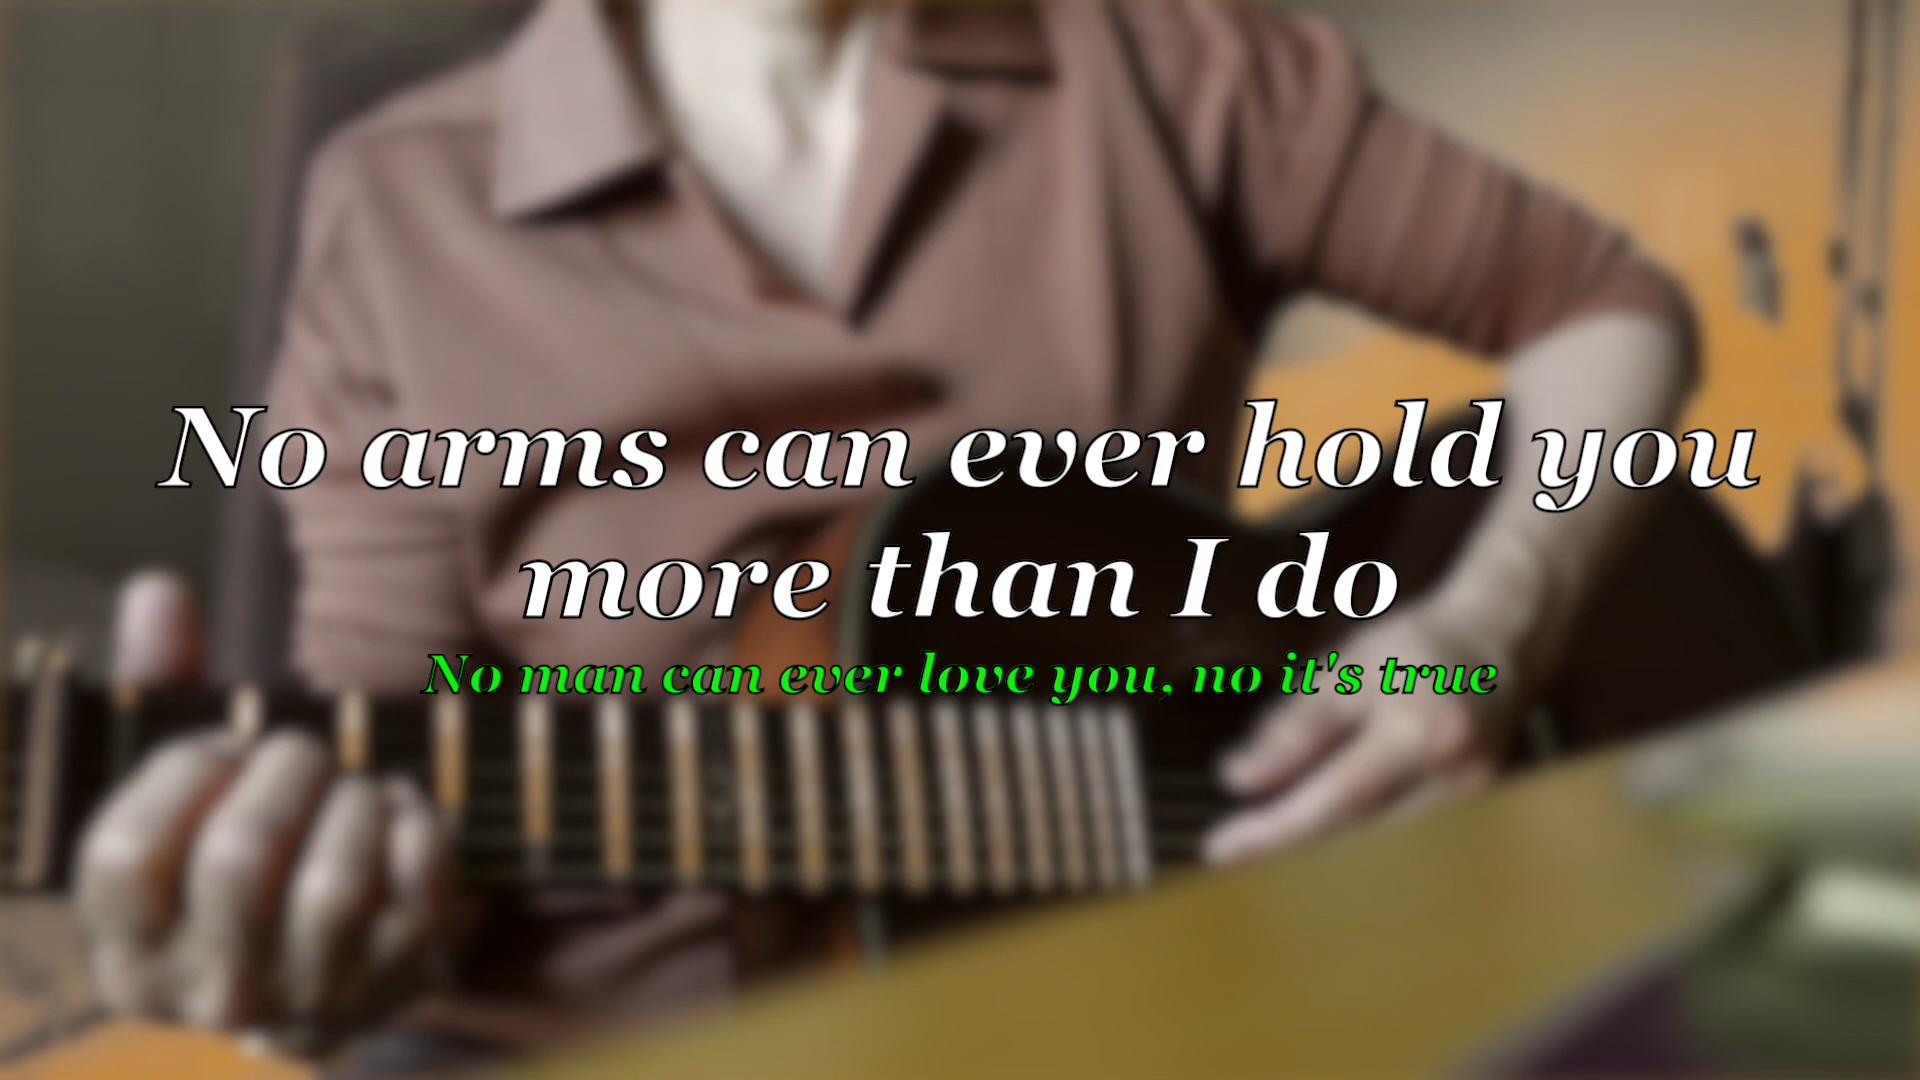 No arms can ever hold you
more than I do
No man can ever love you, no it's true